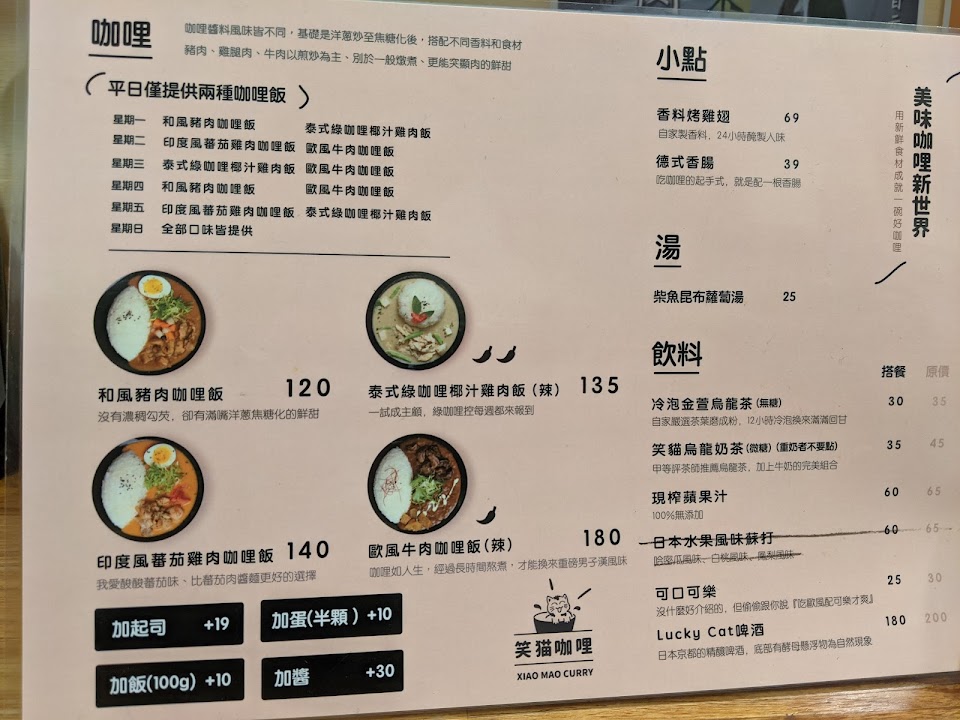 咖哩
咖哩醬料風味皆不同，基礎是洋蔥炒至焦糖化後，搭配不同香料和食材
豬肉、雞腿肉、牛肉以煎炒為主、別於一般燉煮、更能突顯肉的鮮甜
平日僅提供兩種咖哩飯
星期一 和風豬肉咖哩飯 泰式綠咖哩椰汁雞肉飯
星期二 印度風蕃茄雞肉咖哩飯 歐風牛肉咖哩飯
星期三 泰式綠咖哩椰汁雞肉飯 歐風牛肉咖哩飯
星期四 和風豬肉咖哩飯 歐風牛肉咖哩飯
星期五 印度風蕃茄雞肉咖哩飯 泰式綠咖哩椰汁雞肉飯
星期日 全部口味皆提供
和風豬肉咖哩飯 120
沒有濃稠勾芡，卻有滿嘴洋蔥焦糖化的鮮甜
泰式綠咖哩椰汁雞肉飯(辣) 135
一試成主顧，綠咖哩控每週都來報到
印度風蕃茄雞肉咖哩飯 140
我愛酸酸蕃茄味、比蕃茄肉醬麵更好的選擇
歐風牛肉咖哩飯(辣) 180
咖哩如人生，經過長時間熬煮，才能換來重磅男子漢風味
加起司 +19
加蛋(半顆) +10
加飯(100g) +10
加醬 +30
笑猫咖哩
XIAO MAO CURRY
小點
香料烤雞翅 69
自家製香料，24小時醃製入味
德式香腸 39
吃咖哩的起手式，就是配一根香腸
湯
柴魚昆布蘿蔔湯 25
飲料
搭餐 原價
冷泡金萱烏龍茶(無糖) 30 35
自家嚴選茶葉磨成粉，12小時冷泡換來滿滿回甘
笑貓烏龍奶茶(微糖)(重奶者不要點) 35 45
甲等評茶師推薦烏龍茶，加上牛奶的完美組合
現榨蘋果汁 60 65
100%無添加
日本水果風味蘇打 60 65
哈密瓜風味、白桃風味、鳳梨風味
可口可樂 25 30
沒什麼好介紹的，但偷偷跟你說『吃歐風配可樂才爽』
Lucky Cat啤酒 180 200
日本京都的精釀啤酒，底部有酵母懸浮物為自然現象
美味咖哩新世界
用新鮮食材成就一碗好咖哩